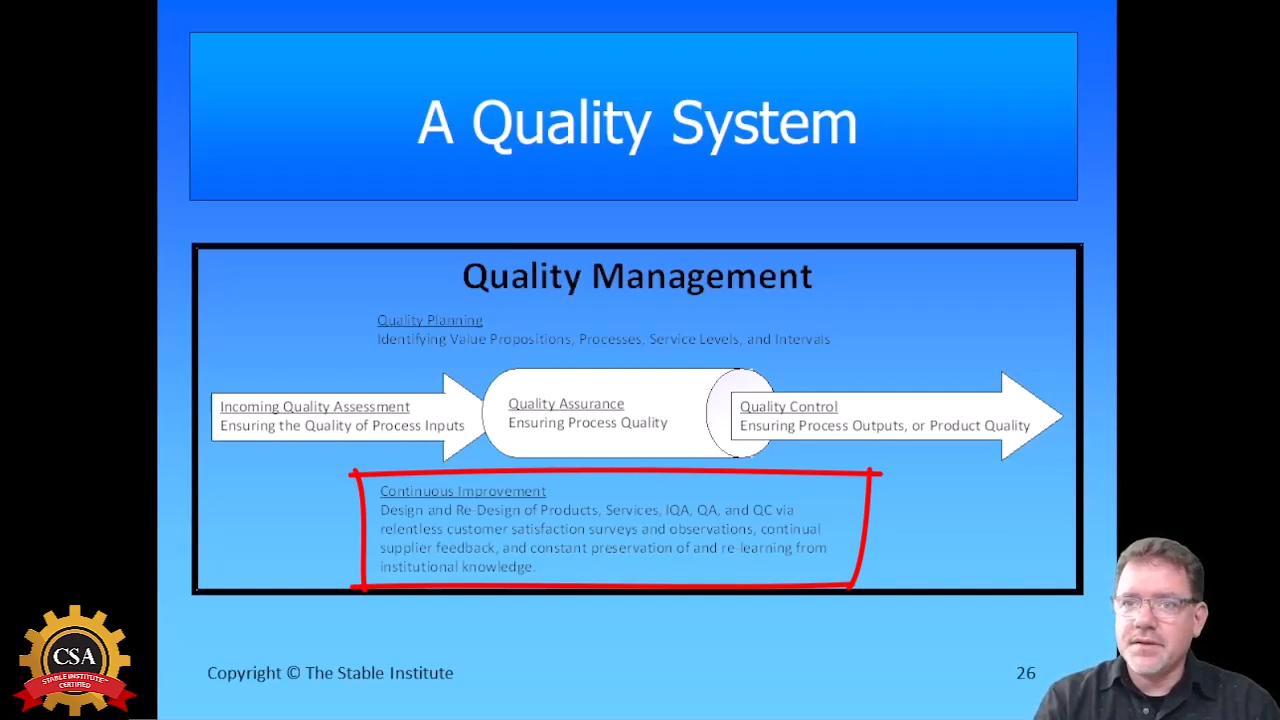 A Quality System
Quality Management
Quality Planning
Identifying Value Propositions, Processes, Service Levels, and Intervals
Incoming Quality Assessment
Ensuring the Quality of Process Inputs
Quality Assurance
Ensuring Process Quality
Quality Control
Ensuring Process Outputs, or Product Quality
Continuous Improvement
Design and Re-Design of Products, Services, IQA, QA, and QC via
relentless customer satisfaction surveys and observations, continual
supplier feedback, and constant preservation of and re-learning from
institutional knowledge.
CSA
STABLE INSTITUTE™
CERTIFIED
Copyright © The Stable Institute
26